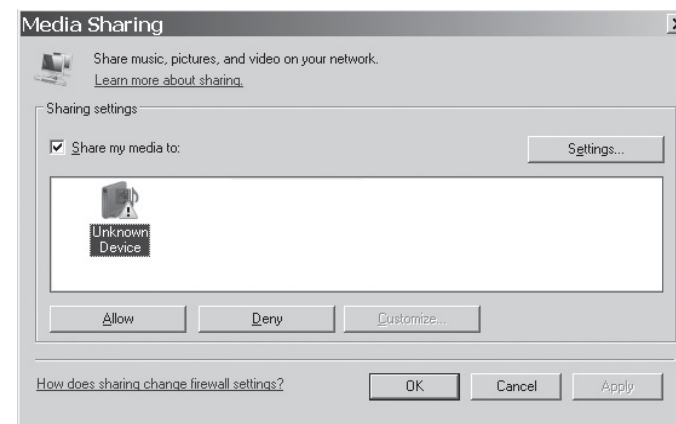 Media Sharing
Share music, pictures, and video on your network.
Learn more about sharing.
Sharing settings
Share my media to:
Settings...
Unknown
Device
Allow
Deny
Customize...
How does sharing change firewall settings?
OK
Cancel
Apply